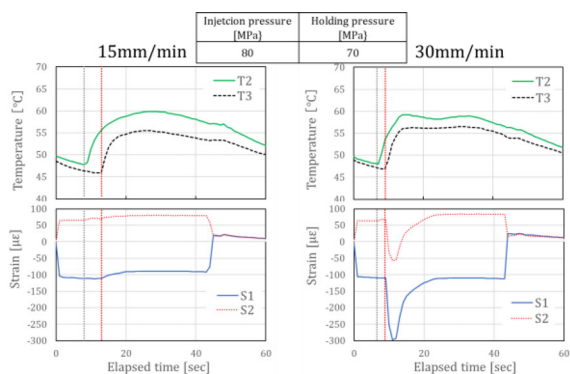 Injetcion pressure Holding pressure
[MPa] [MPa]
80 70
15mm/min 30mm/min
Temperature [°C]
70
65
60
55
50
45
40
T2
T3
Temperature [°C]
70
65
60
55
50
45
40
T2
T3
Strain [με]
100
50
0
-50
-100
-150
-200
-250
-300
S1
S2
0 20 40 60
Elapsed time [sec]
Strain [με]
100
50
0
-50
-100
-150
-200
-250
-300
S1
S2
0 20 40 60
Elapsed time [sec]